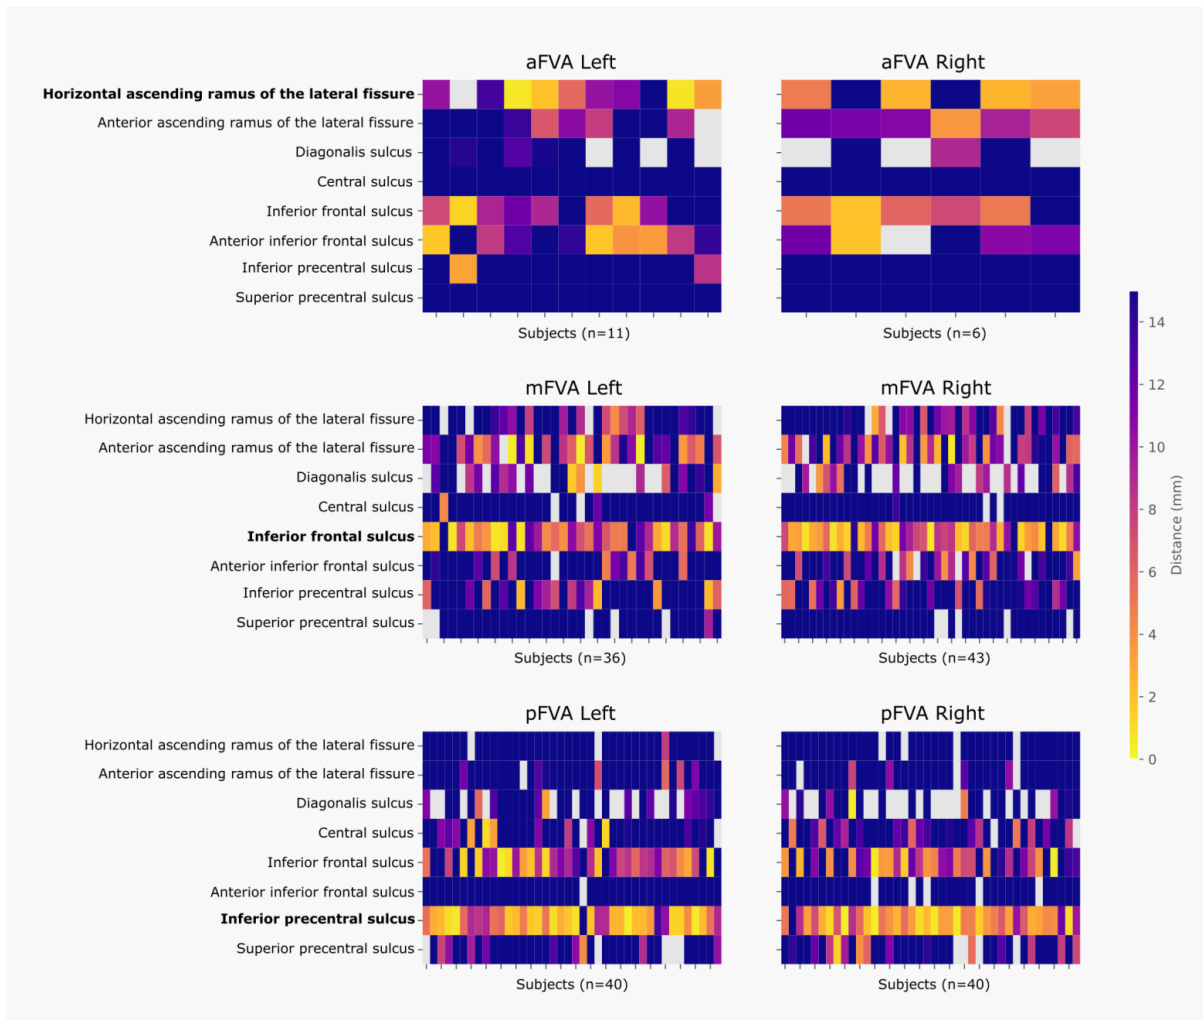 aFVA Left
aFVA Right
Horizontal ascending ramus of the lateral fissure
Anterior ascending ramus of the lateral fissure
Diagonalis sulcus
Central sulcus
Inferior frontal sulcus
Anterior inferior frontal sulcus
Inferior precentral sulcus
Superior precentral sulcus
Subjects (n=11)
Subjects (n=6)
mFVA Left
mFVA Right
Horizontal ascending ramus of the lateral fissure
Anterior ascending ramus of the lateral fissure
Diagonalis sulcus
Central sulcus
Inferior frontal sulcus
Anterior inferior frontal sulcus
Inferior precentral sulcus
Superior precentral sulcus
Subjects (n=36)
Subjects (n=43)
pFVA Left
pFVA Right
Horizontal ascending ramus of the lateral fissure
Anterior ascending ramus of the lateral fissure
Diagonalis sulcus
Central sulcus
Inferior frontal sulcus
Anterior inferior frontal sulcus
Inferior precentral sulcus
Superior precentral sulcus
Subjects (n=40)
Subjects (n=40)
14
12
10
8
6
4
2
0
Distance (mm)